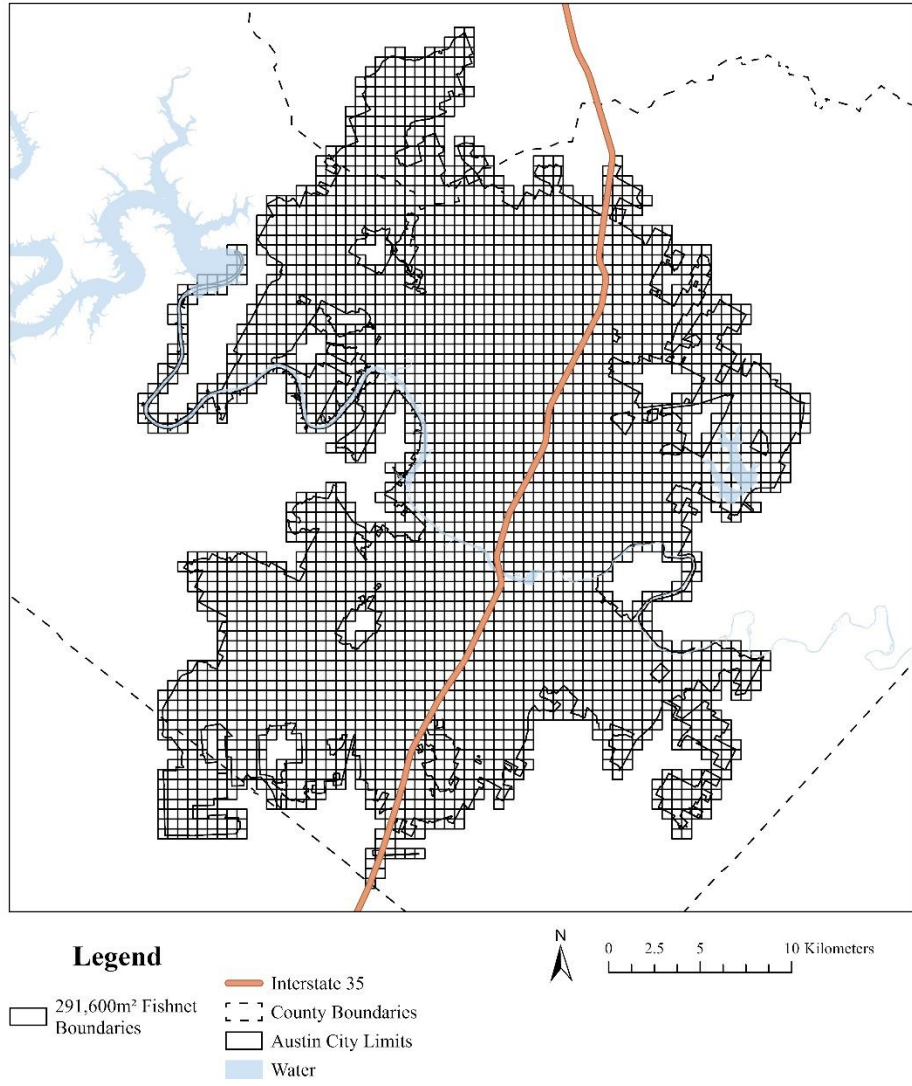 Legend
291,600m² Fishnet
Boundaries
Interstate 35
County Boundaries
Austin City Limits
Water
N
0 2.5 5 10 Kilometers